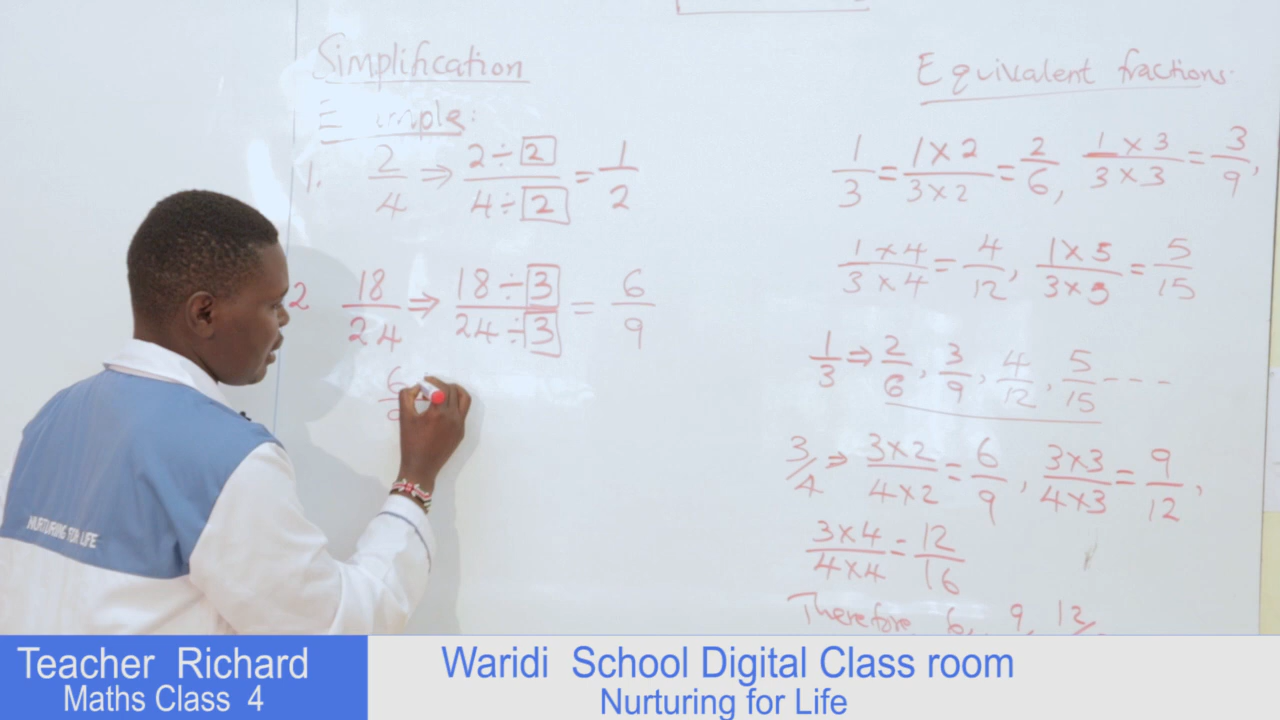 Simplification
Example:
1. 2/4 ⇒ 2÷2/4÷2 = 1/2
2 18/24 ⇒ 18÷3/24÷3 = 6/9
6
Equivalent fractions.
1/3 = 1×2/3×2 = 2/6, 1×3/3×3 = 3/9,
1×4/3×4 = 4/12, 1×5/3×5 = 5/15
1/3 ⇒ 2/6, 3/9, 4/12, 5/15 ---
3/4 ⇒ 3×2/4×2 = 6/9, 3×3/4×3 = 9/12,
3×4/4×4 = 12/16
Therefore, 6, 9, 12/
NURTURING FOR LIFE
Teacher Richard
Maths Class 4
Waridi School Digital Class room
Nurturing for Life